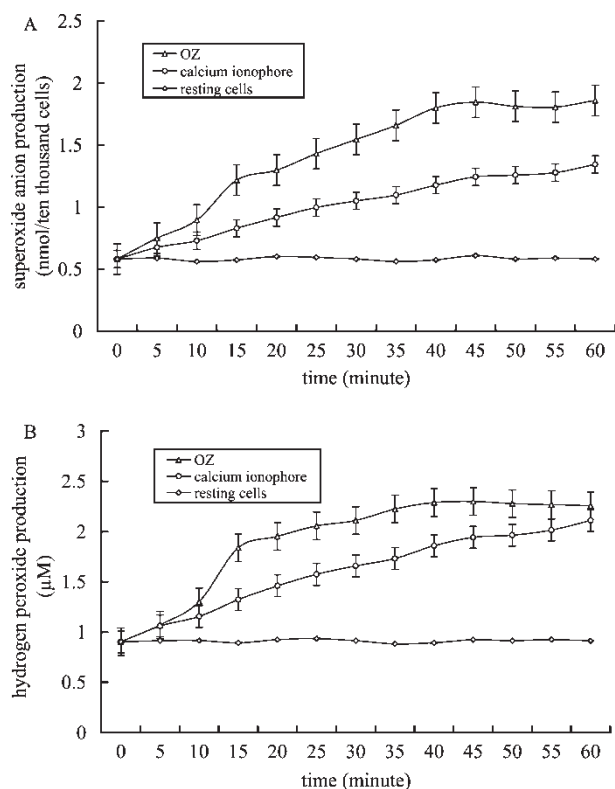 A
2.5
2
1.5
1
0.5
0
OZ
calcium ionophore
resting cells
superoxide anion production
(nmol/ten thousand cells)
0 5 10 15 20 25 30 35 40 45 50 55 60
time (minute)
B
3
2.5
2
1.5
1
0.5
0
OZ
calcium ionophore
resting cells
hydrogen peroxide production
(μM)
0 5 10 15 20 25 30 35 40 45 50 55 60
time (minute)